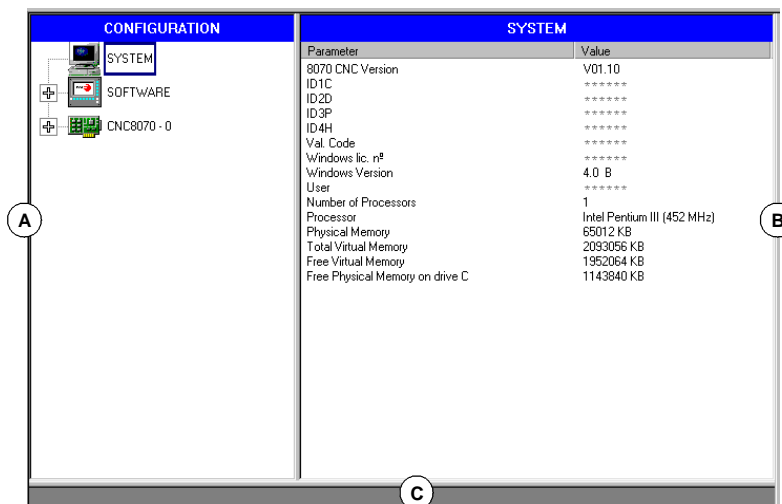 CONFIGURATION
SYSTEM
SOFTWARE
CNC8070 - 0
SYSTEM
Parameter Value
8070 CNC Version V01.10
ID1C ******
ID2D ******
ID3P ******
ID4H ******
Val. Code ******
Windows lic. nº ******
Windows Version 4.0 B
User ******
Number of Processors 1
Processor Intel Pentium III (452 MHz)
Physical Memory 65012 KB
Total Virtual Memory 2093056 KB
Free Virtual Memory 1952064 KB
Free Physical Memory on drive C 1143840 KB
A
B
C